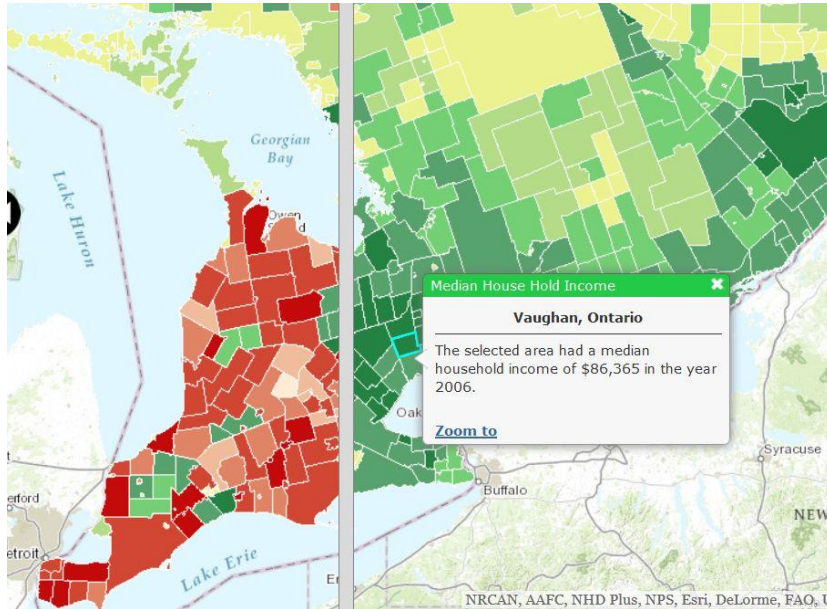 Georgian
Bay
Lake Huron
Owen
Median House Hold Income
Vaughan, Ontario
The selected area had a median
household income of $86,365 in the year
2006.
Zoom to
Oak
Syracuse
Buffalo
NEW
erford
etroit
Lake Erie
Er
NRCAN, AAFC, NHD Plus, NPS, Esri, DeLorme, FAO, U